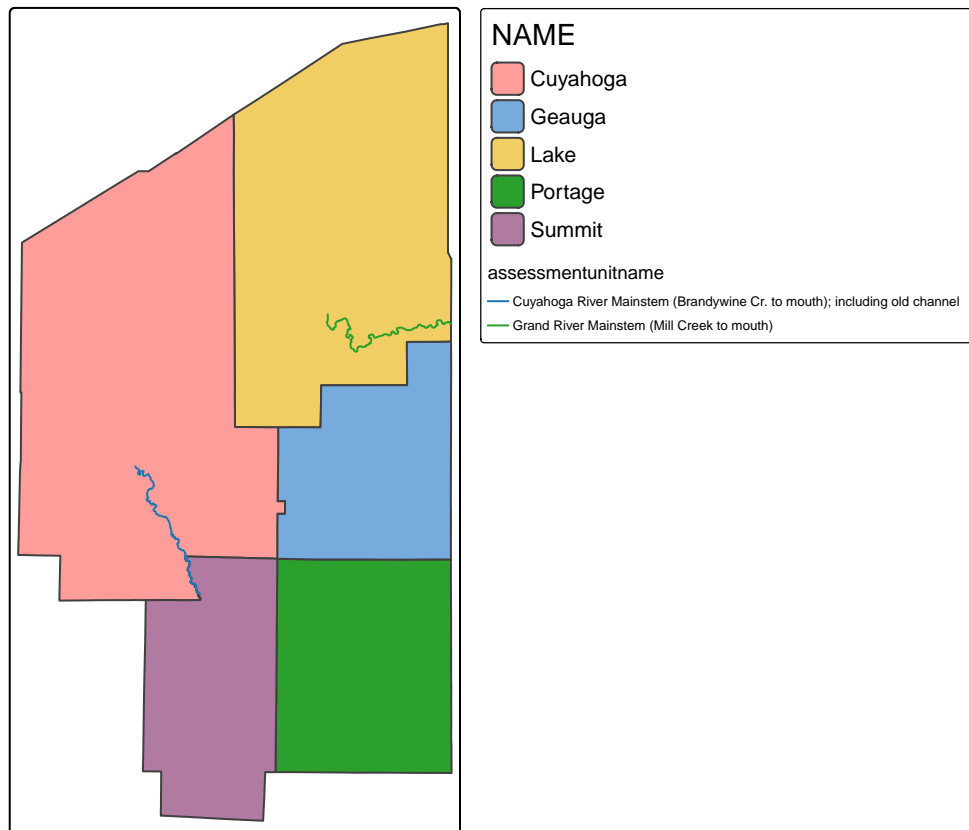 NAME
Cuyahoga
Geauga
Lake
Portage
Summit
assessmentunitname
Cuyahoga River Mainstem (Brandywine Cr. to mouth); including old channel
Grand River Mainstem (Mill Creek to mouth)